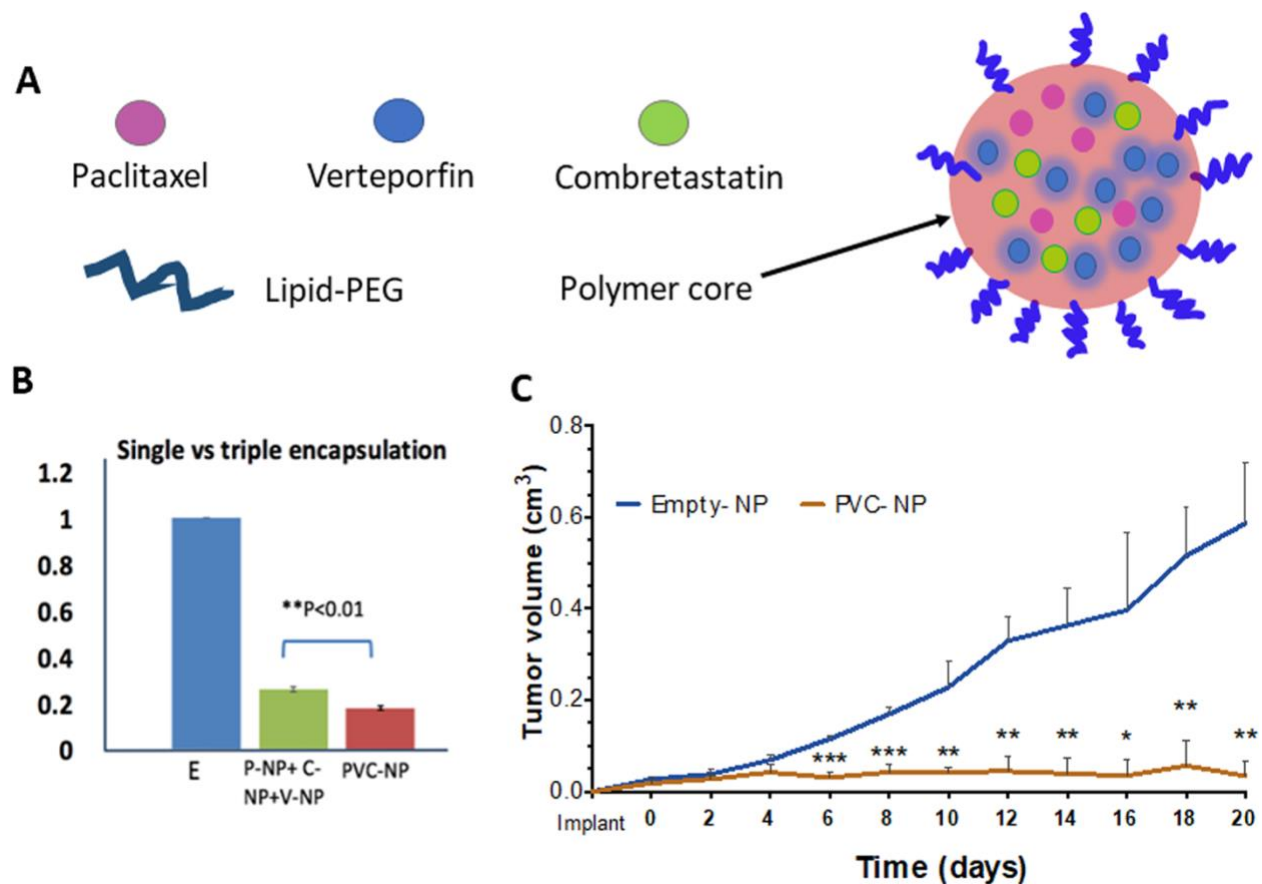 A
Paclitaxel
Verteporfin
Combretastatin
Lipid-PEG
Polymer core
B
Single vs triple encapsulation
1.2
1
0.8
0.6
0.4
0.2
0
**P<0.01
E
P-NP+ C-
NP+V-NP
PVC-NP
C
Tumor volume (cm³)
0.8
0.6
0.4
0.2
0.0
Empty- NP
PVC- NP
***
***
**
**
**
*
**
**
Implant 0 2 4 6 8 10 12 14 16 18 20
Time (days)